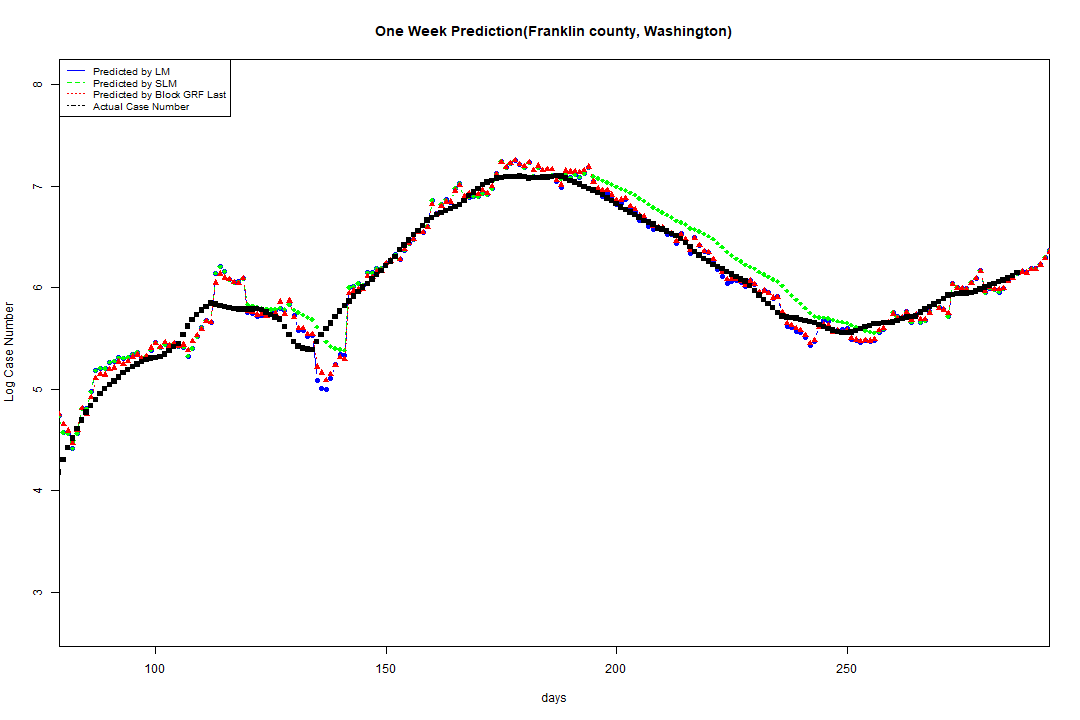 One Week Prediction(Franklin county, Washington)
Predicted by LM
Predicted by SLM
Predicted by Block GRF Last
Actual Case Number
8
7
6
5
4
3
Log Case Number
100 150 200 250
days